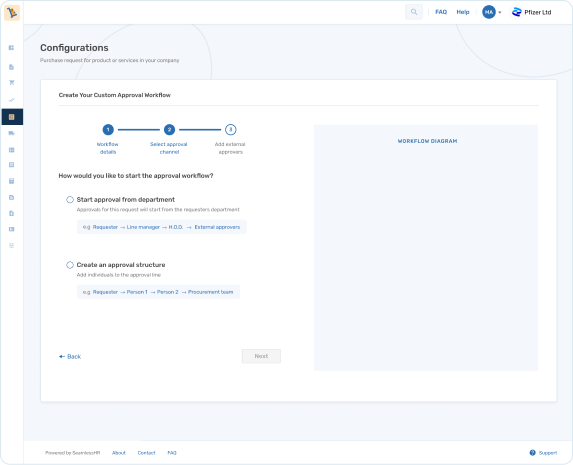 FAQ Help HA Pfizer Ltd
Configurations
Purchase request for product or services in your company
Create Your Custom Approval Workflow
1 2 3
Workflow details
Select approval channel
Add external approvers
WORKFLOW DIAGRAM
How would you like to start the approval workflow?
Start approval from department
Approvals for this request will start from the requesters department
e.g Requester → Line manager → H.O.D. → External approvers
Create an approval structure
Add individuals to the approval line
e.g Requester → Person 1 → Person 2 → Procurement team
← Back
Next
Powered by SeamlessHR About Contact FAQ
Support